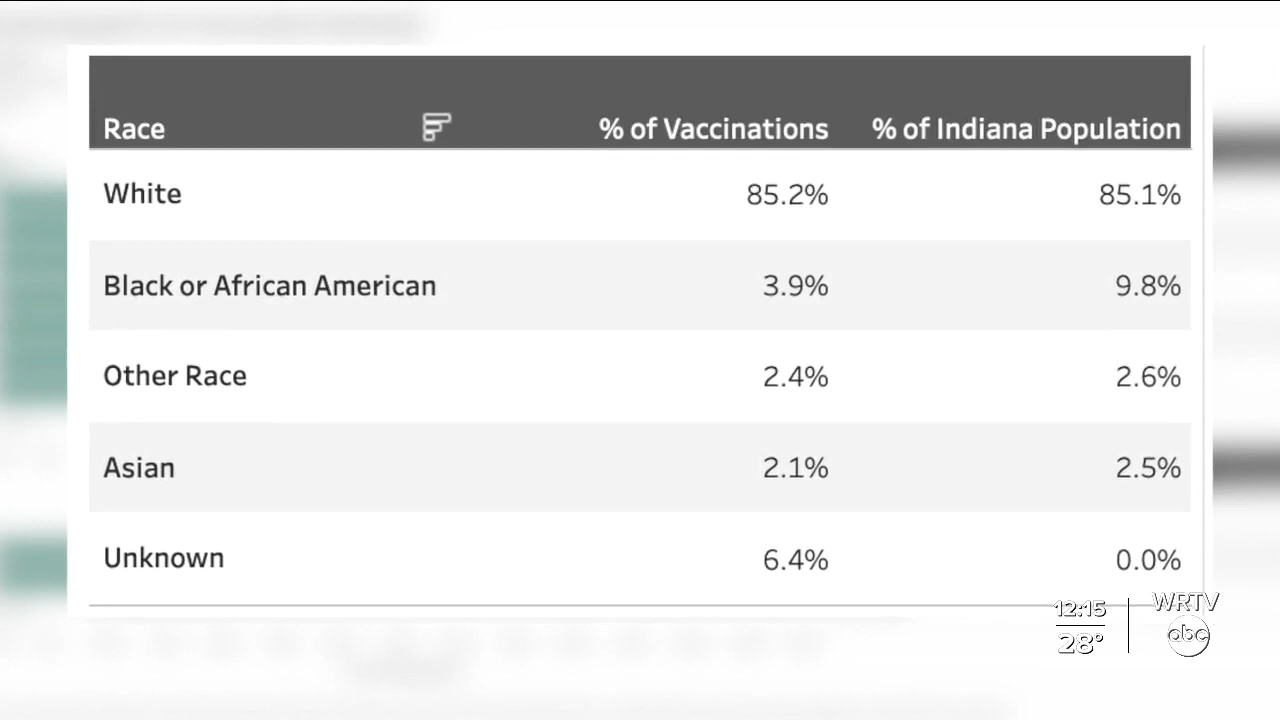 Race % of Vaccinations % of Indiana Population
White 85.2% 85.1%
Black or African American 3.9% 9.8%
Other Race 2.4% 2.6%
Asian 2.1% 2.5%
Unknown 6.4% 0.0%
12:15 WRTV
28° abc